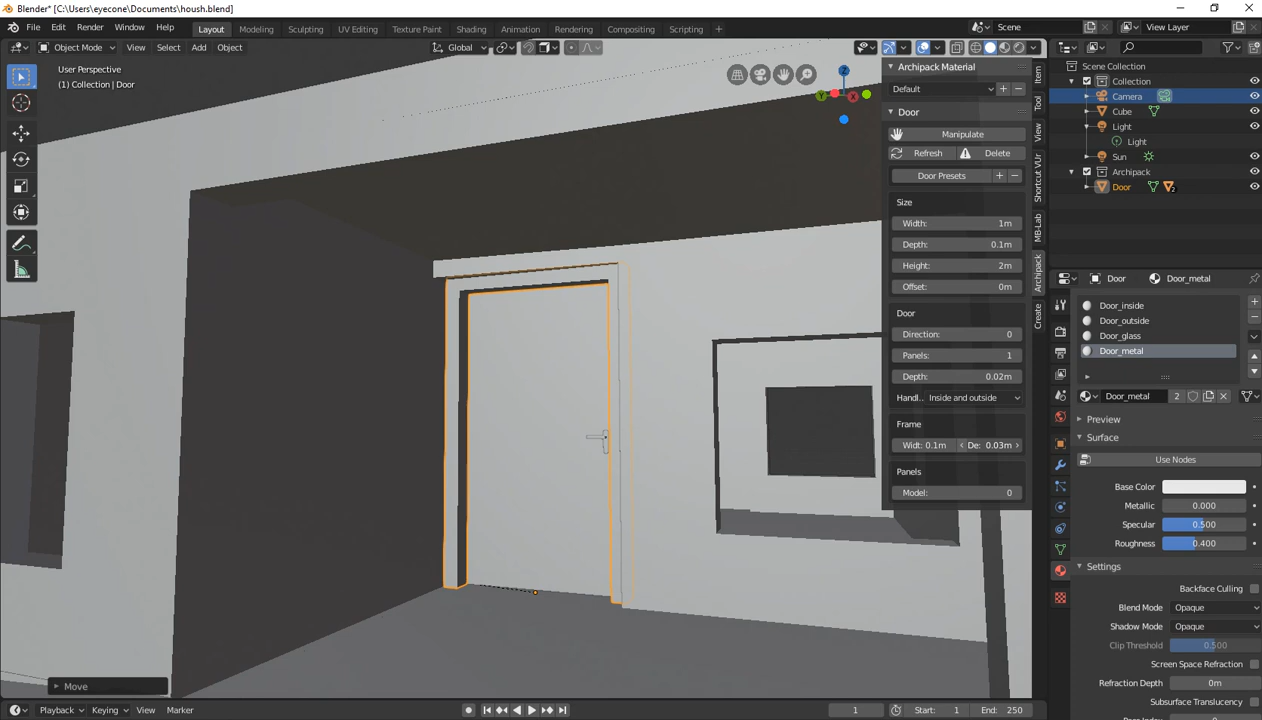 Blender* [C:\Users\eyecone\Documents\housh.blend]
File Edit Render Window Help Layout Modeling Sculpting UV Editing Texture Paint Shading Animation Rendering Compositing Scripting + Scene View Layer
Object Mode View Select Add Object Global
User Perspective
(1) Collection | Door
Z
Y X
Archipack Material
Default
Door
Manipulate
Refresh Delete
Door Presets
Size
Width: 1m
Depth: 0.1m
Height: 2m
Offset: 0m
Door
Direction: 0
Panels: 1
Depth: 0.02m
Handl.. Inside and outside
Frame
Widt: 0.1m De: 0.03m
Panels
Model: 0
Item
Tool
View
Shortcut VUr
MB-Lab
Archipack
Create
Scene Collection
Collection
Camera
Cube
Light
Light
Sun
Archipack
Door 2
Door Door_metal
Door_inside
Door_outside
Door_glass
Door_metal
Door_metal 2
Preview
Surface
Use Nodes
Base Color
Metallic 0.000
Specular 0.500
Roughness 0.400
Settings
Backface Culling
Blend Mode Opaque
Shadow Mode Opaque
Clip Threshold 0.500
Screen Space Refraction
Refraction Depth 0m
Subsurface Translucency
Move
Playback Keying View Marker 1 Start: 1 End: 250